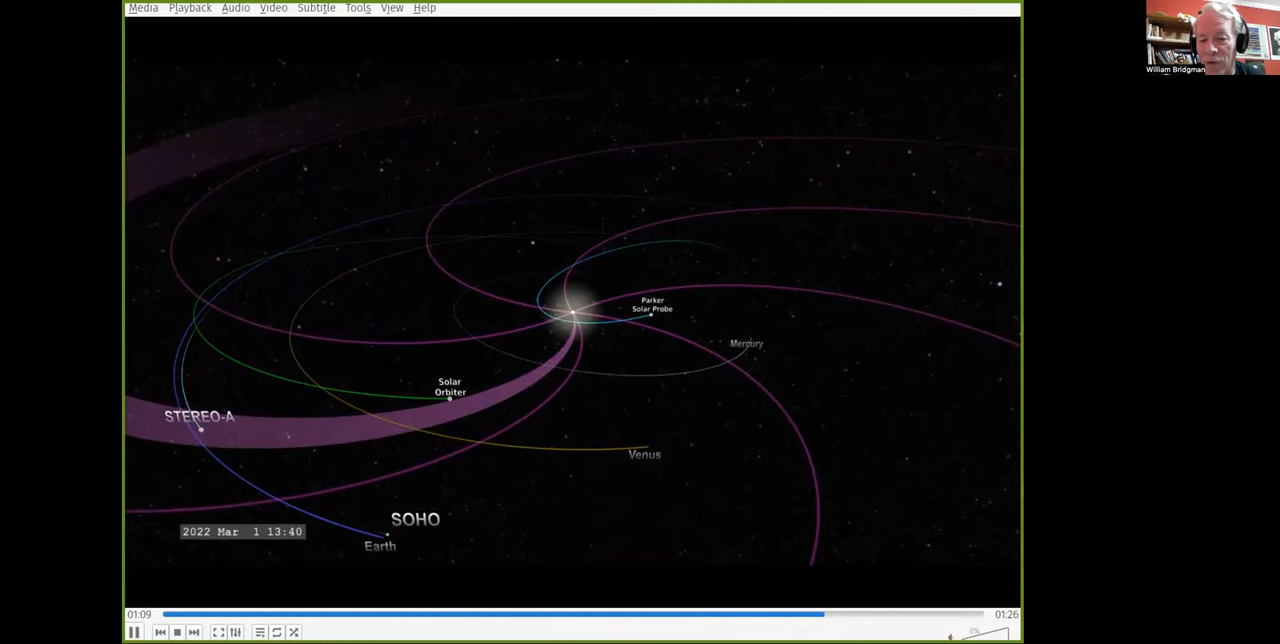 Media Playback Audio Video Subtitle Tools View Help
William Bridgman
Parker
Solar Probe
Mercury
Solar
Orbiter
STEREO-A
Venus
SOHO
2022 Mar 1 13:40
Earth
01:09
01:26
0%